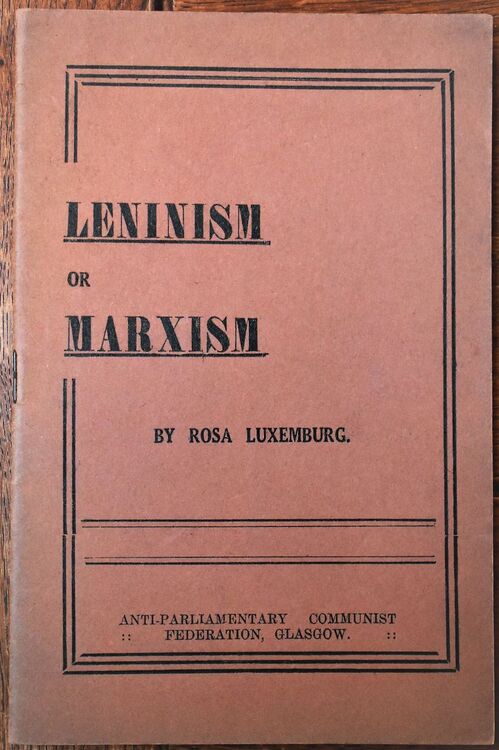 LENINISM
OR
MARXISM
BY ROSA LUXEMBURG.
ANTI-PARLIAMENTARY COMMUNIST
:: FEDERATION, GLASGOW. ::